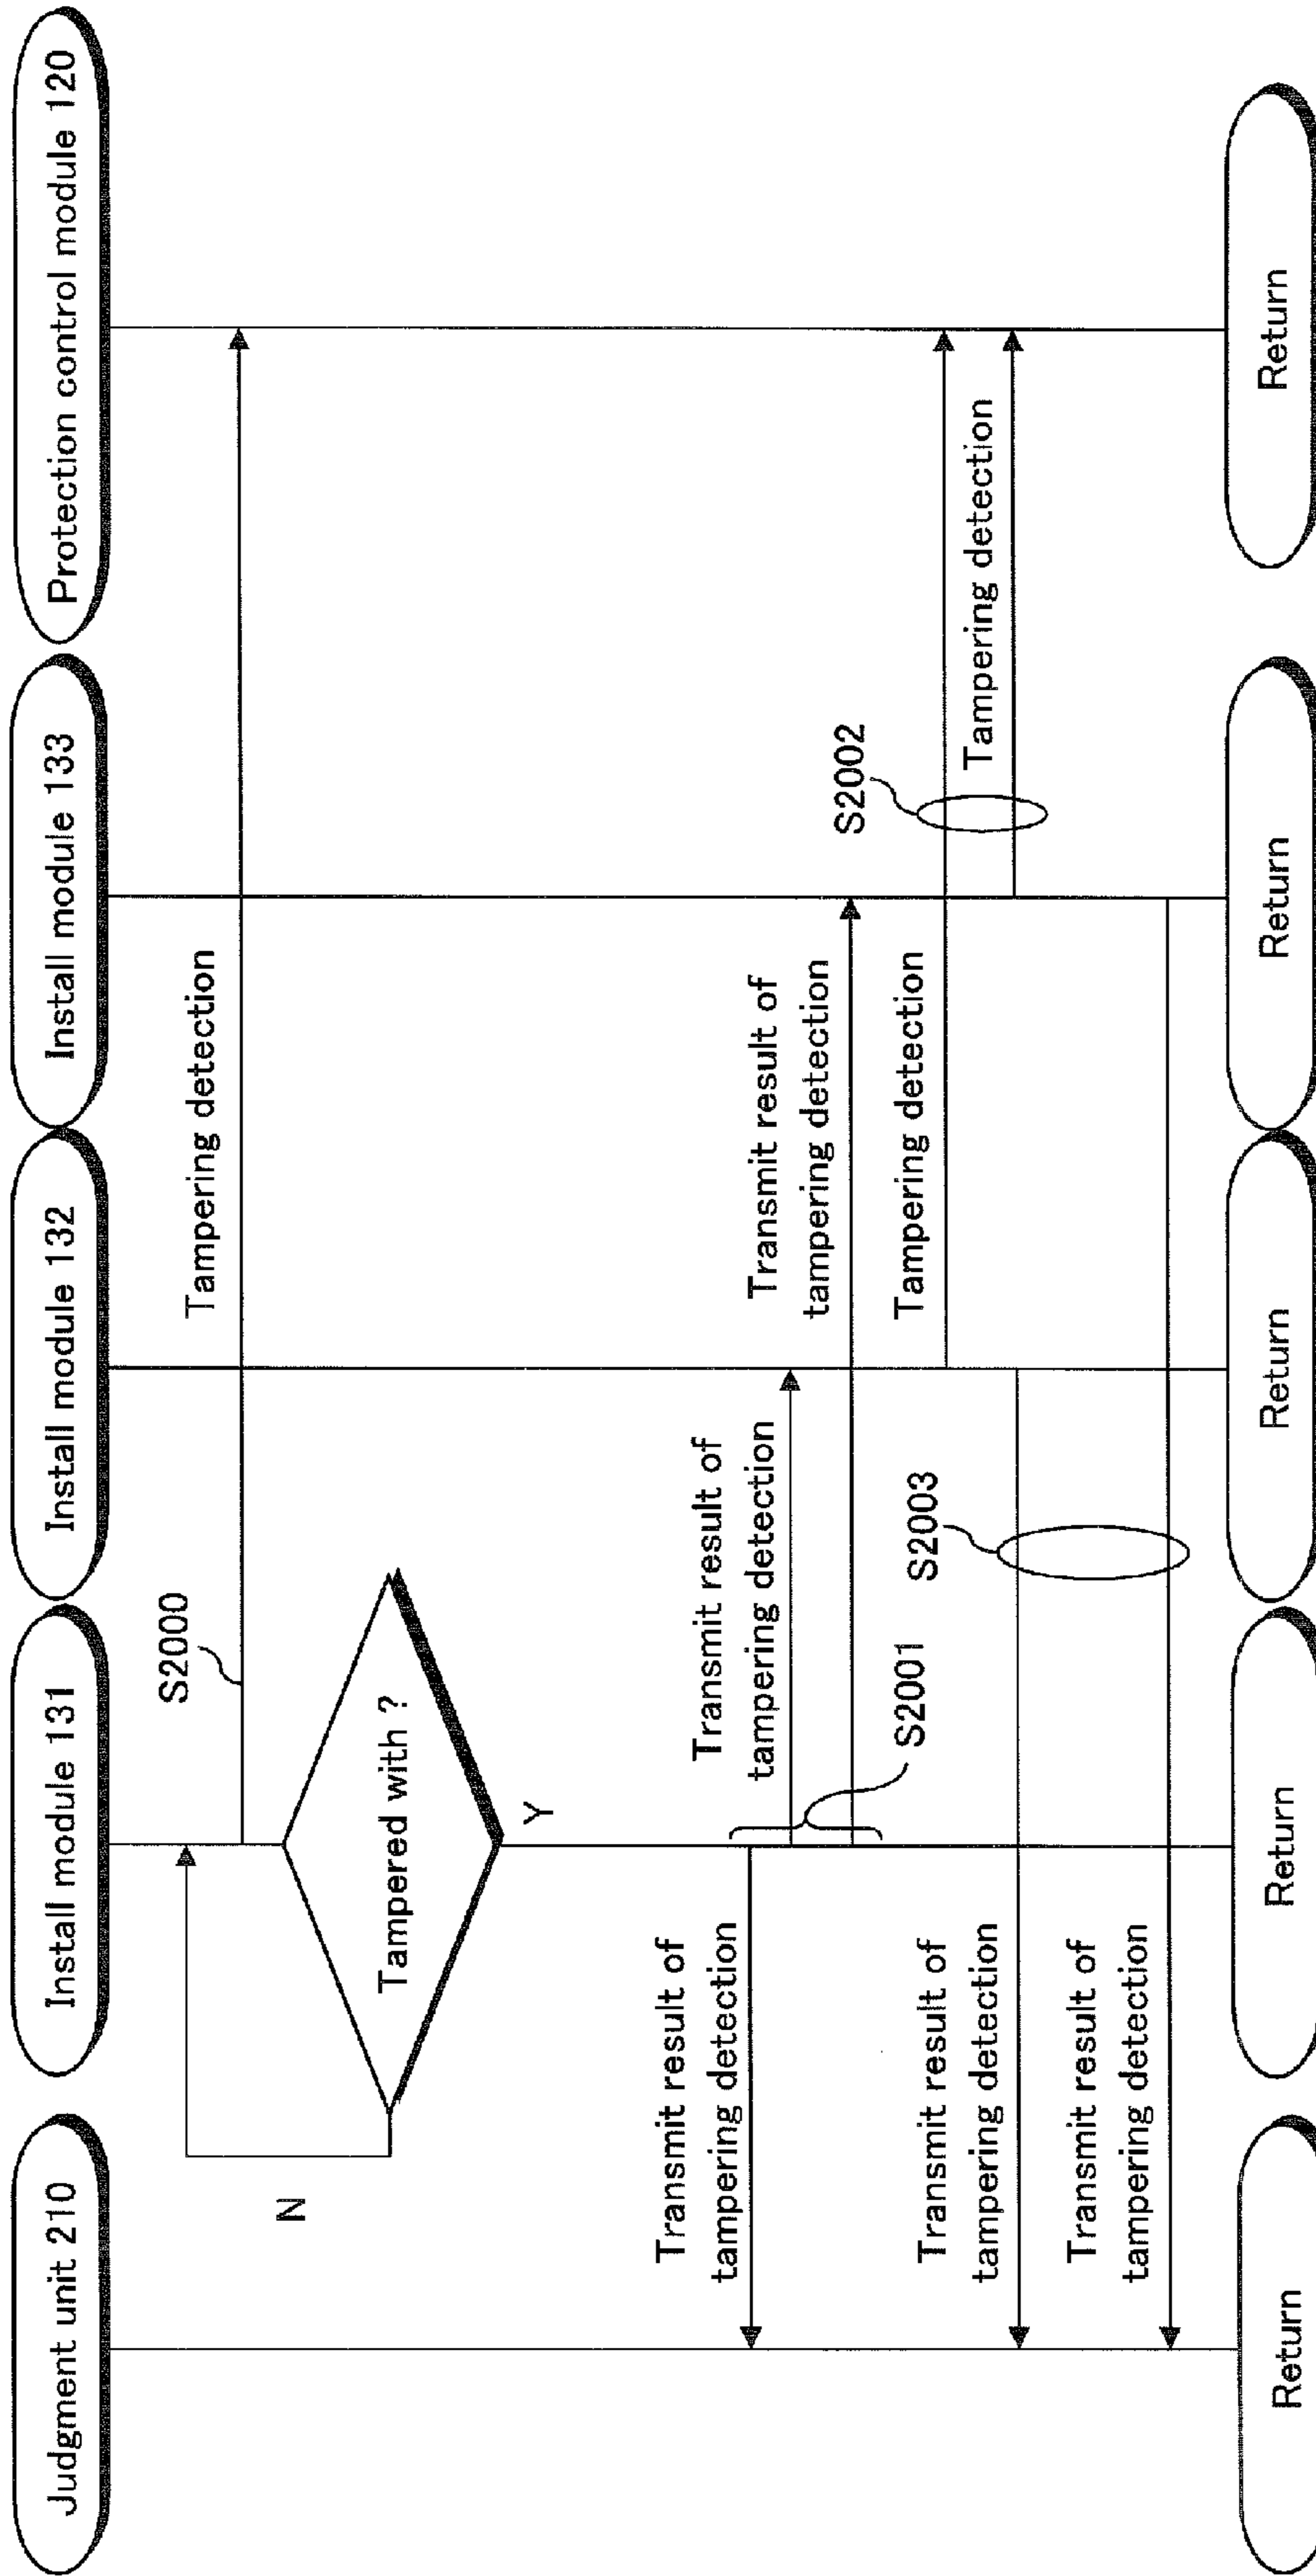 Judgment unit 210
Install module 131
Install module 132
Install module 133
Protection control module 120
S2000
Tampering detection
N
Tampered with ?
Y
Transmit result of
tampering detection
Transmit result of
tampering detection
Transmit result of
tampering detection
S2001
Tampering detection
S2002
Tampering detection
Transmit result of
tampering detection
S2003
Transmit result of
tampering detection
Return
Return
Return
Return
Return